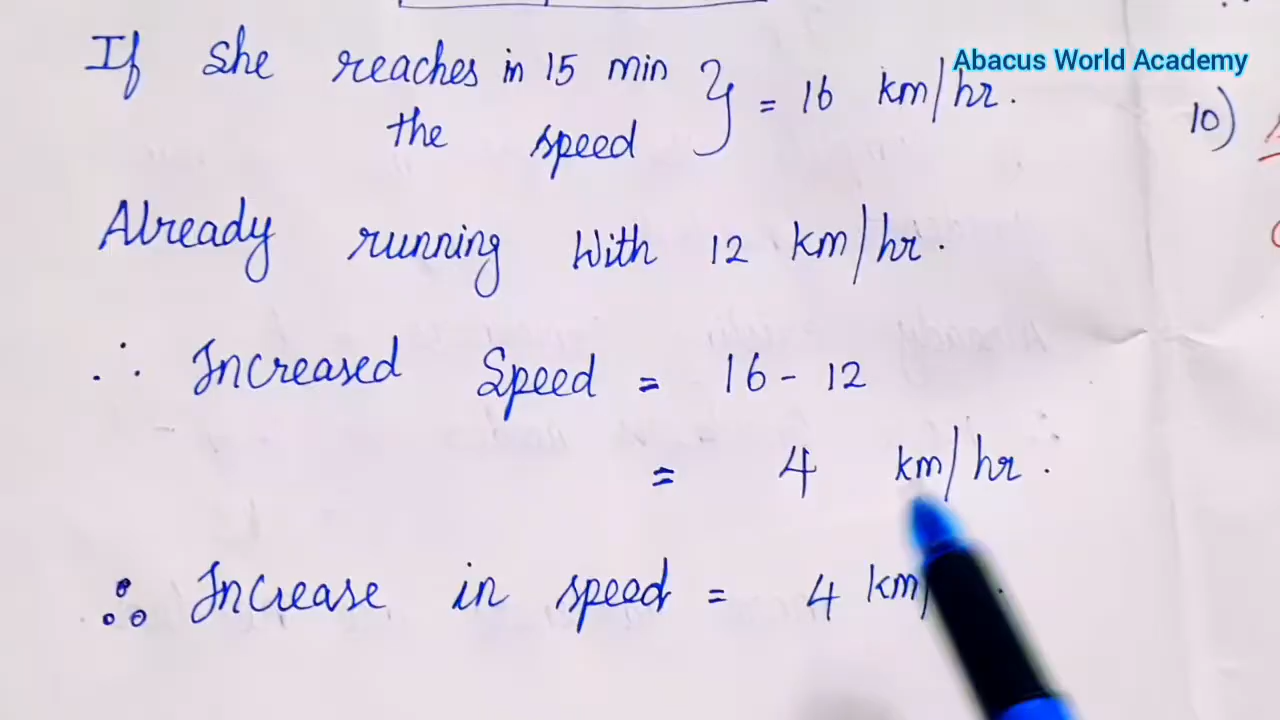 Abacus World Academy
If she reaches in 15 min
the speed } = 16 km/hr.
10)
Already running with 12 km/hr.
∴ Increased Speed = 16 - 12
= 4 km/hr.
∴ Increase in speed = 4 km/